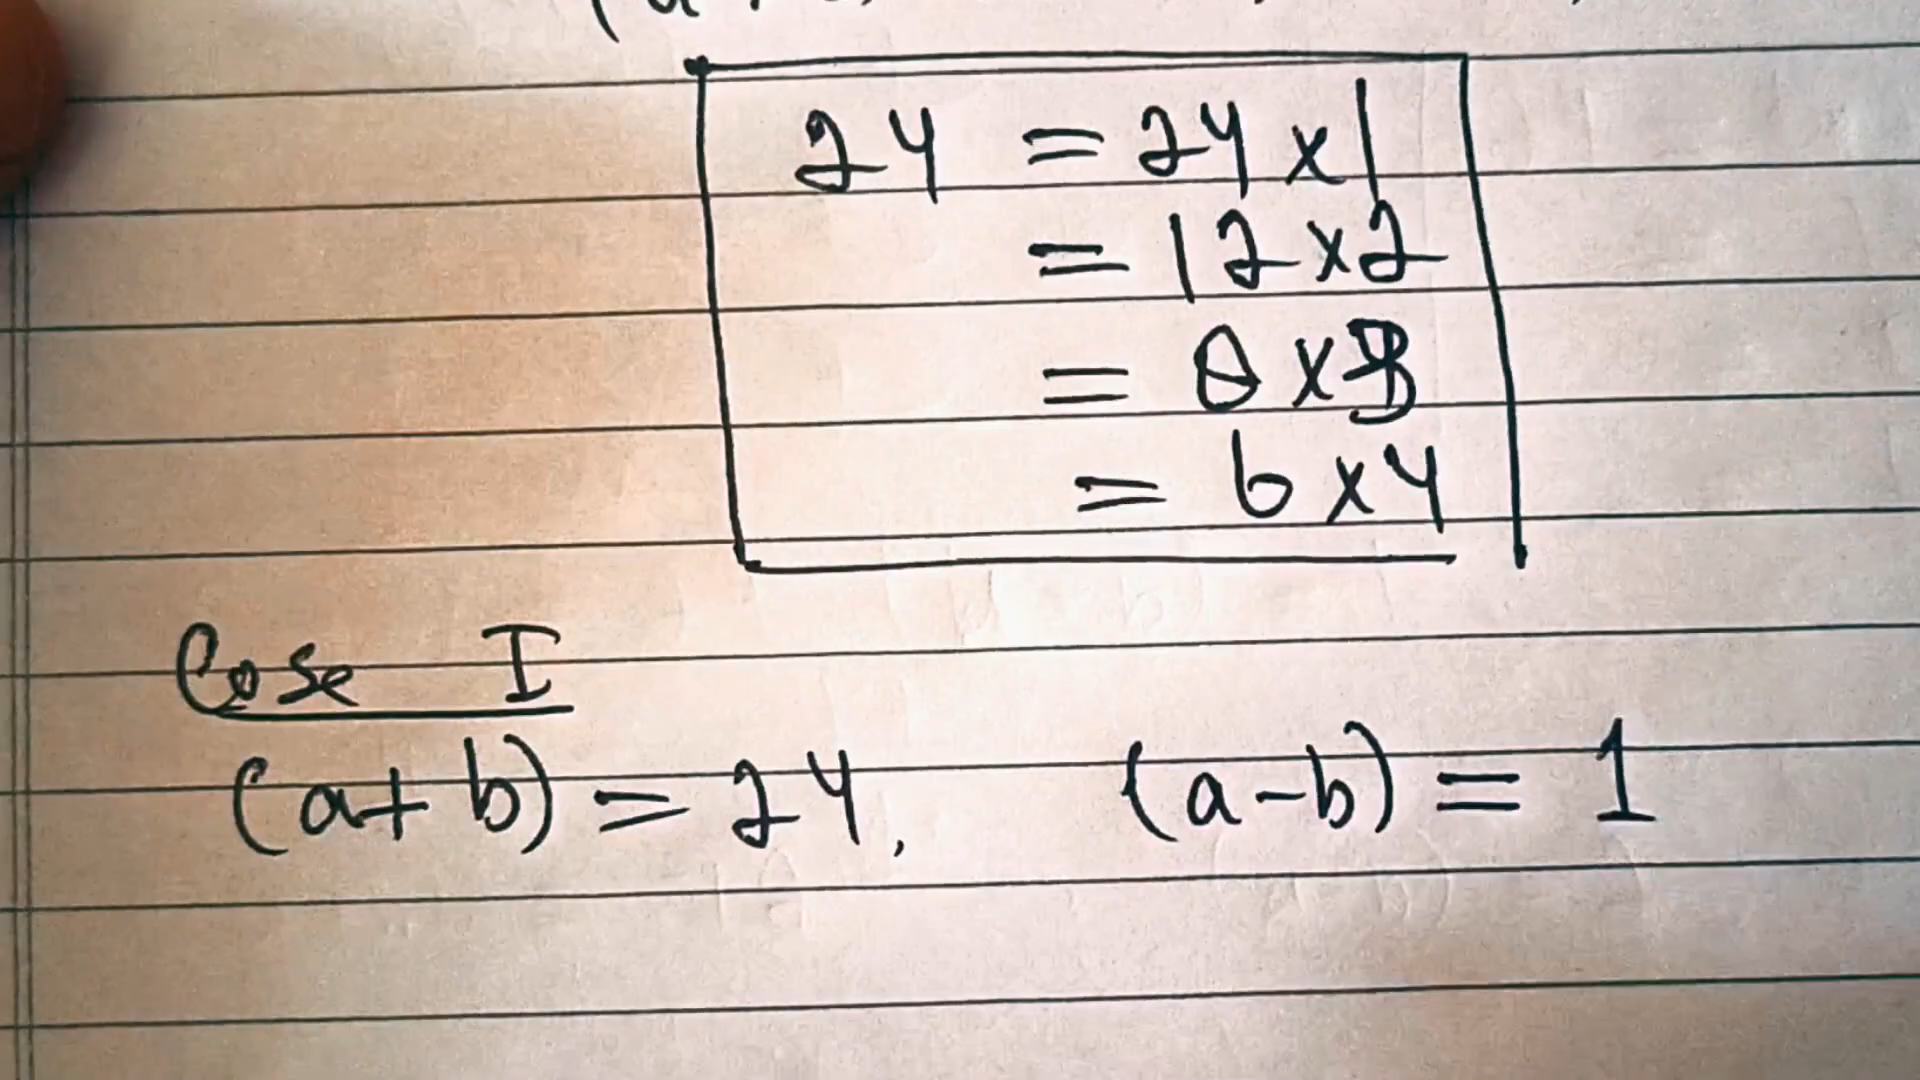 24 = 24 x 1
= 12 x 2
= 8 x 3
= 6 x 4
Case I
(a+b) = 24, (a-b) = 1